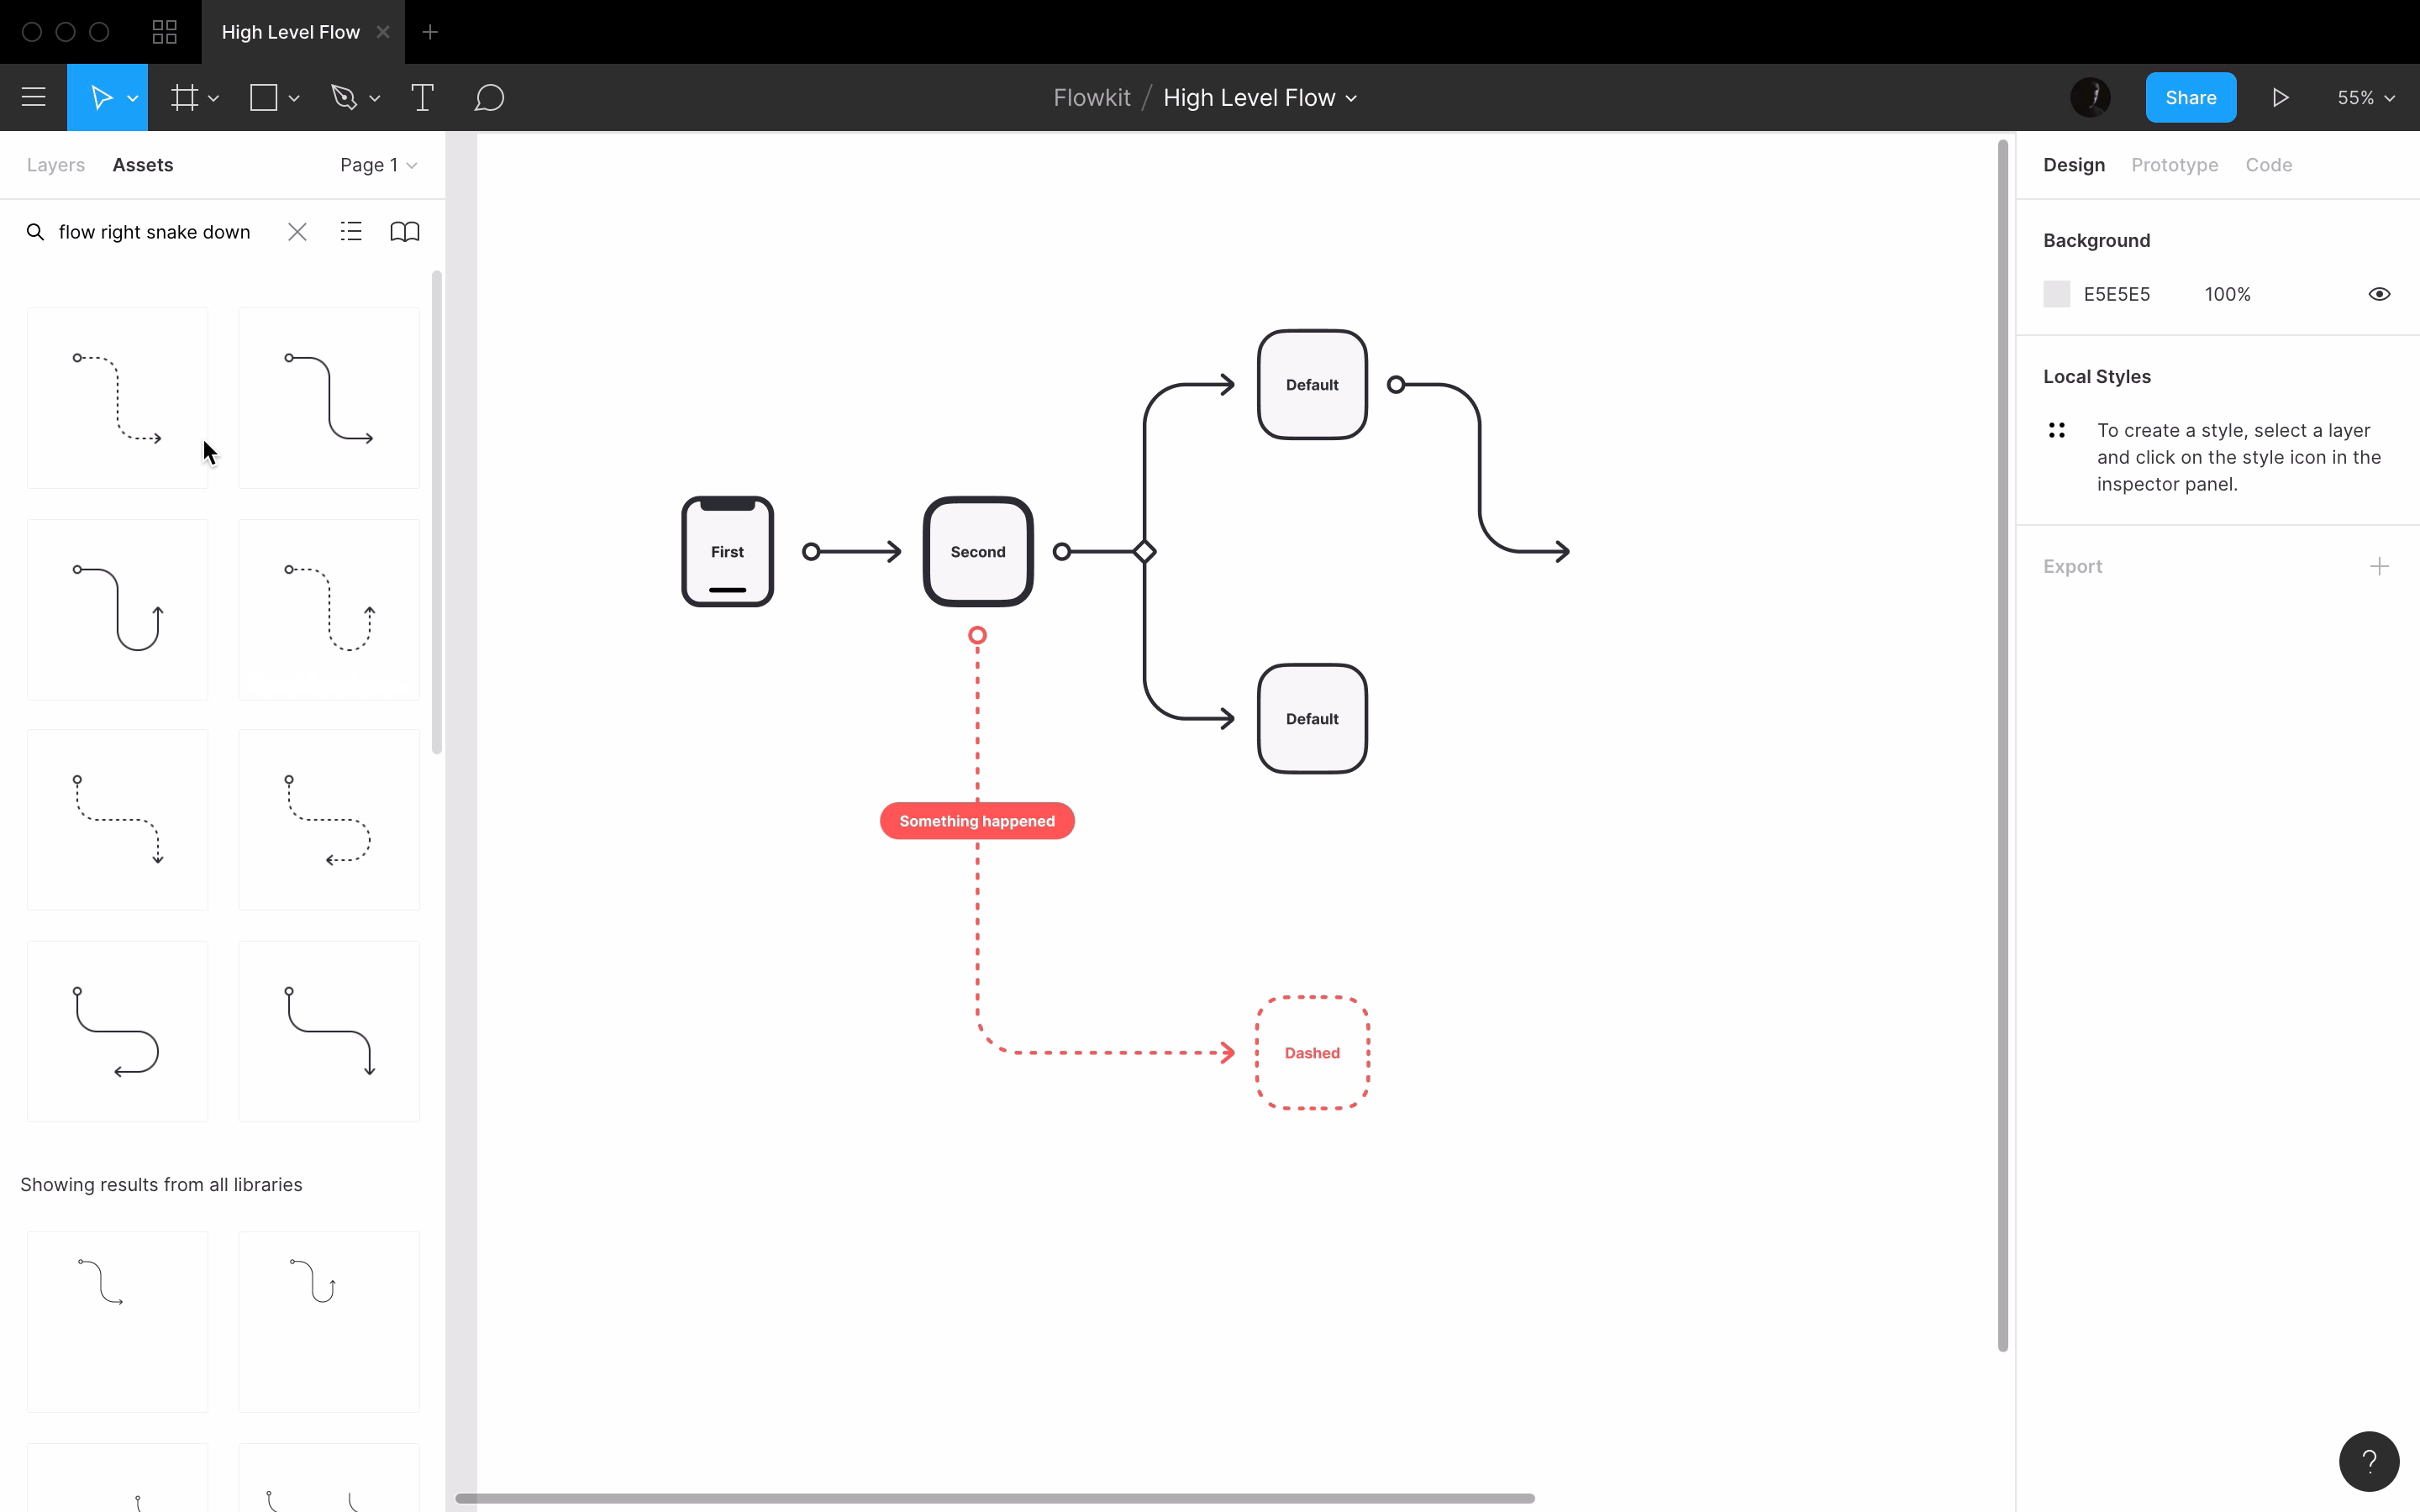 High Level Flow
Flowkit / High Level Flow
Share
55%
Layers
Assets
Page 1
flow right snake down
Showing results from all libraries
First
Second
Default
Default
Something happened
Dashed
Design
Prototype
Code
Background
E5E5E5
100%
Local Styles
To create a style, select a layer
and click on the style icon in the
inspector panel.
Export
?